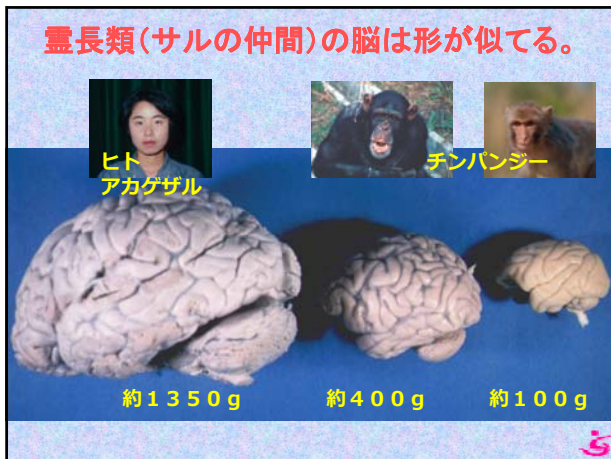 霊長類（サルの仲間）の脳は形が似てる。
ヒト
アカゲザル
チンパンジー
約１３５０ｇ
約４００ｇ
約１００ｇ